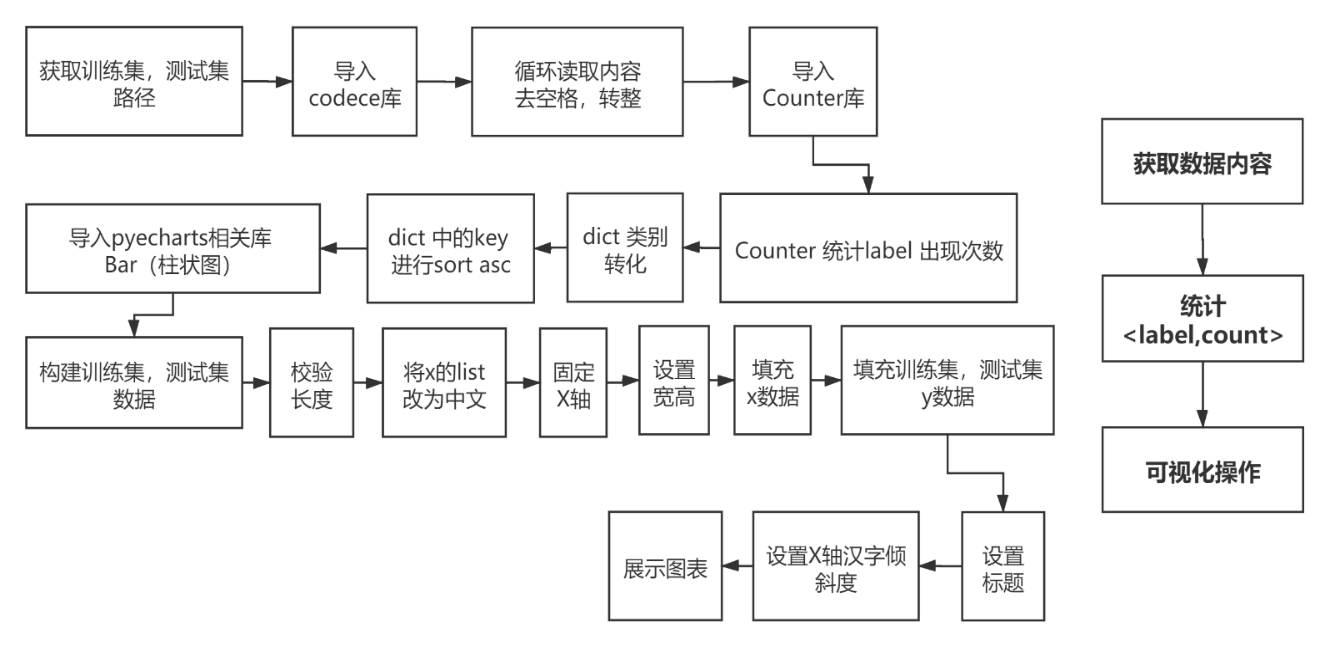 获取训练集，测试集
路径
导入
codece库
循环读取内容
去空格，转整
导入
Counter库
Counter 统计label 出现次数
dict 类别
转化
dict 中的key
进行sort asc
导入pyecharts相关库
Bar（柱状图）
构建训练集，测试集
数据
校验
长度
将x的list
改为中文
固定
X轴
设置
宽高
填充
x数据
填充训练集，测试集
y数据
设置
标题
设置X轴汉字倾
斜度
展示图表
获取数据内容
统计
<label,count>
可视化操作